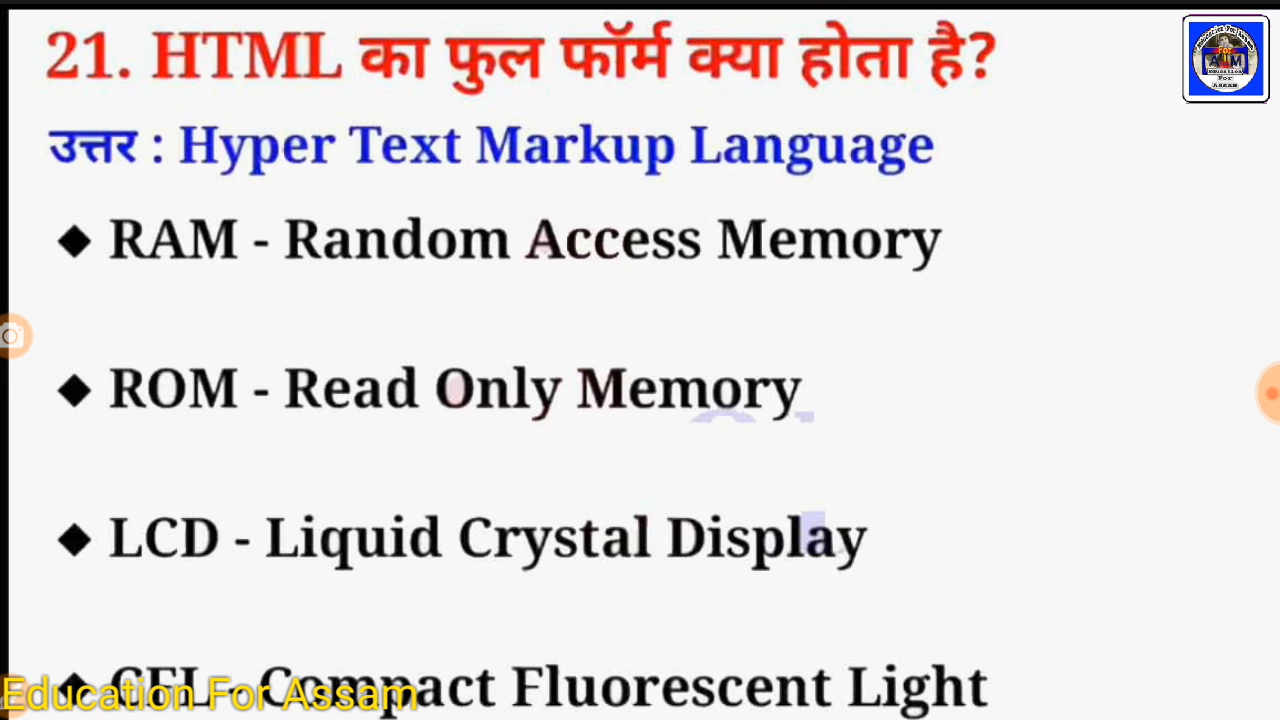 21. HTML का फुल फॉर्म क्या होता है?
उत्तर : Hyper Text Markup Language
◆ RAM - Random Access Memory
◆ ROM - Read Only Memory
◆ LCD - Liquid Crystal Display
◆ CFL - Compact Fluorescent Light
Education For Assam